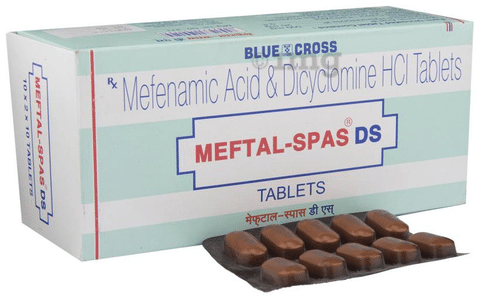 BLUE CROSS
Rx Mefenamic Acid & Dicyclomine HCl Tablets
MEFTAL-SPAS® DS
TABLETS
मेफ्टाल-स्पास डी एस्
MEFTAL-SPAS DS
10 x 2 x 10 TABLETS